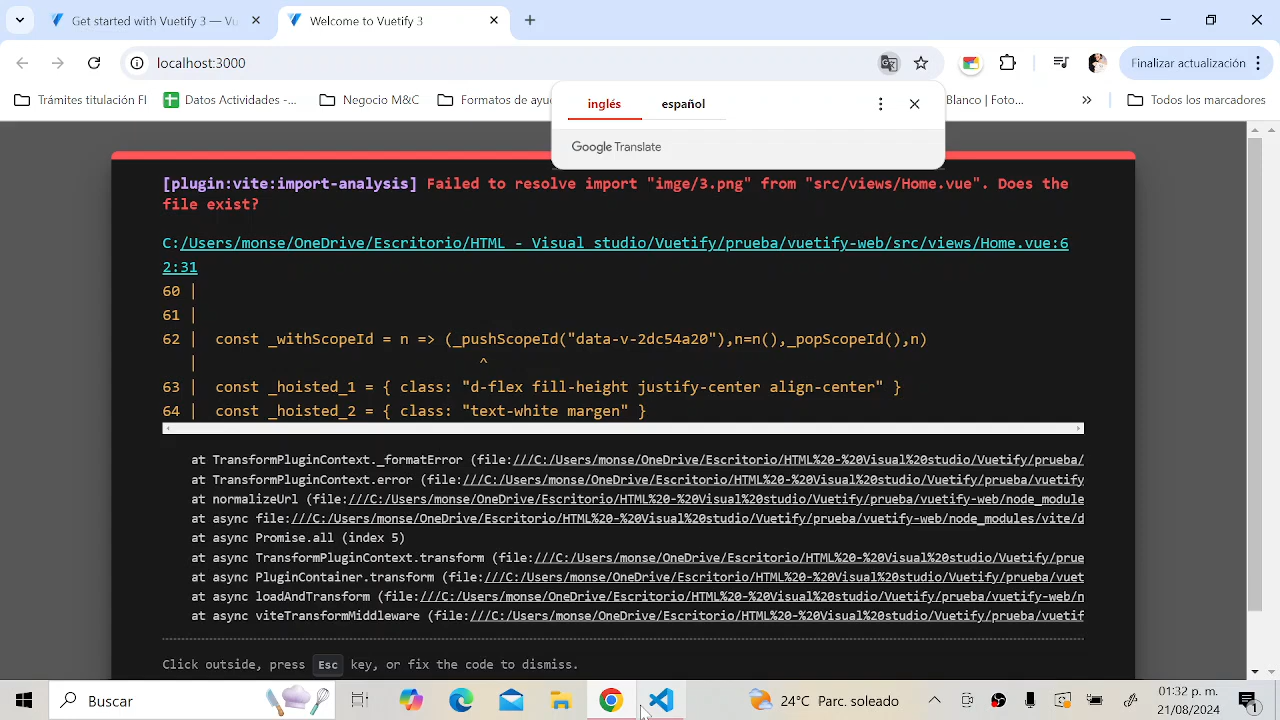 Get started with Vuetify 3 — Vu
Welcome to Vuetify 3
localhost:3000
Finalizar actualización
Trámites titulación FI
Datos Actividades -...
Negocio M&C
Formatos de ayu
Blanco | Foto...
Todos los marcadores
inglés
español
Google Translate
[plugin:vite:import-analysis] Failed to resolve import "imge/3.png" from "src/views/Home.vue". Does the
file exist?
C:/Users/monse/OneDrive/Escritorio/HTML - Visual studio/Vuetify/prueba/vuetify-web/src/views/Home.vue:6
2:31
60 |
61 |
62 |  const _withScopeId = n => (_pushScopeId("data-v-2dc54a20"),n=n(),_popScopeId(),n)
|                                ^
63 |  const _hoisted_1 = { class: "d-flex fill-height justify-center align-center" }
64 |  const _hoisted_2 = { class: "text-white margen" }
at TransformPluginContext._formatError (file:///C:/Users/monse/OneDrive/Escritorio/HTML%20-%20Visual%20studio/Vuetify/prueba/
at TransformPluginContext.error (file:///C:/Users/monse/OneDrive/Escritorio/HTML%20-%20Visual%20studio/Vuetify/prueba/vuetify
at normalizeUrl (file:///C:/Users/monse/OneDrive/Escritorio/HTML%20-%20Visual%20studio/Vuetify/prueba/vuetify-web/node_module
at async file:///C:/Users/monse/OneDrive/Escritorio/HTML%20-%20Visual%20studio/Vuetify/prueba/vuetify-web/node_modules/vite/d
at async Promise.all (index 5)
at async TransformPluginContext.transform (file:///C:/Users/monse/OneDrive/Escritorio/HTML%20-%20Visual%20studio/Vuetify/prue
at async PluginContainer.transform (file:///C:/Users/monse/OneDrive/Escritorio/HTML%20-%20Visual%20studio/Vuetify/prueba/vuet
at async loadAndTransform (file:///C:/Users/monse/OneDrive/Escritorio/HTML%20-%20Visual%20studio/Vuetify/prueba/vuetify-web/n
at async viteTransformMiddleware (file:///C:/Users/monse/OneDrive/Escritorio/HTML%20-%20Visual%20studio/Vuetify/prueba/vuetif
Click outside, press Esc key, or fix the code to dismiss.
Buscar
24°C Parc. soleado
01:32 p. m.
21/08/2024
1